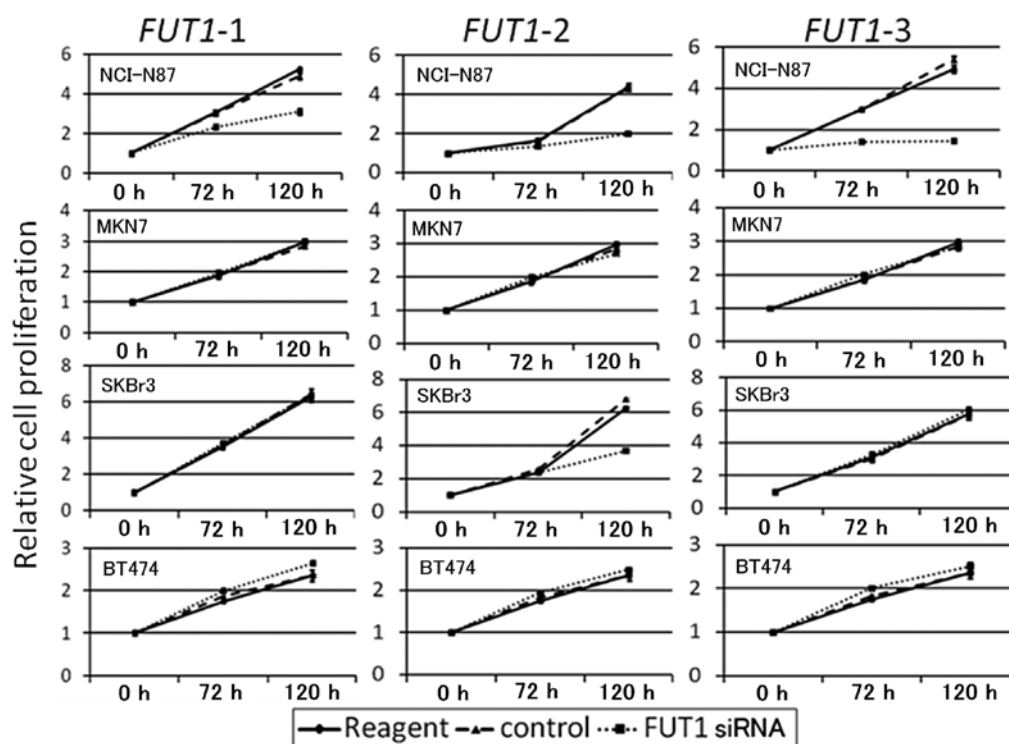 FUT1-1 FUT1-2 FUT1-3
Relative cell proliferation
NCI-N87
6
4
2
0
0 h 72 h 120 h
NCI-N87
6
4
2
0
0 h 72 h 120 h
NCI-N87
6
4
2
0
0 h 72 h 120 h
MKN7
4
3
2
1
0
0 h 72 h 120 h
MKN7
4
3
2
1
0
0 h 72 h 120 h
MKN7
4
3
2
1
0
0 h 72 h 120 h
SKBr3
8
6
4
2
0
0 h 72 h 120 h
SKBr3
8
6
4
2
0
0 h 72 h 120 h
SKBr3
8
6
4
2
0
0 h 72 h 120 h
BT474
3
2
1
0
0 h 72 h 120 h
BT474
3
2
1
0
0 h 72 h 120 h
BT474
3
2
1
0
0 h 72 h 120 h
Reagent control FUT1 siRNA